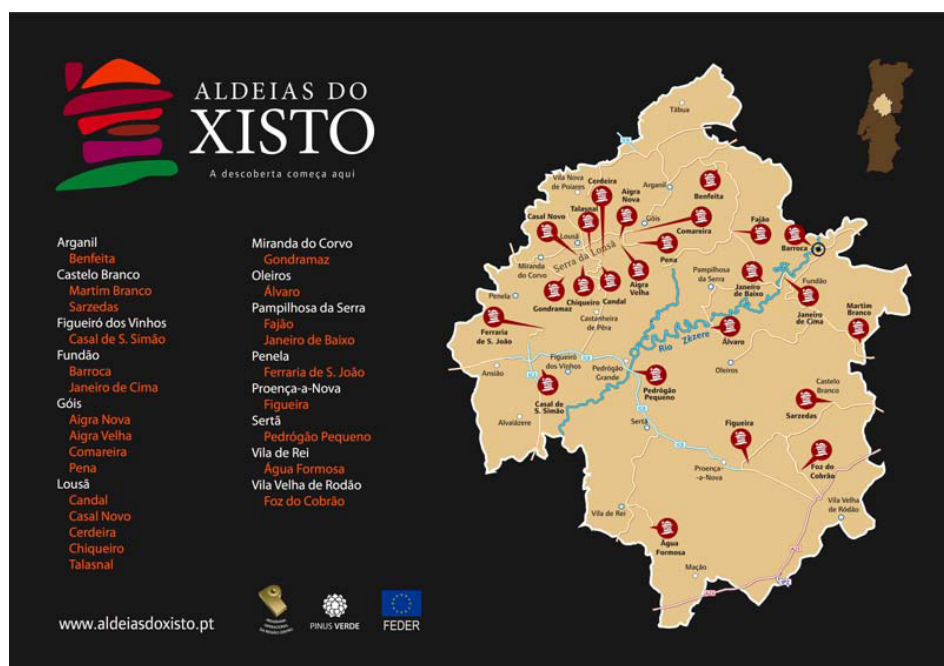 ALDEIAS DO
XISTO
A descoberta começa aqui
Arganil
Benfeita
Castelo Branco
Martim Branco
Sarzedas
Figueiró dos Vinhos
Casal de S. Simão
Fundão
Barroca
Janeiro de Cima
Góis
Aigra Nova
Aigra Velha
Comareira
Pena
Lousã
Candal
Casal Novo
Cerdeira
Chiqueiro
Talasnal
Miranda do Corvo
Gondramaz
Oleiros
Álvaro
Pampilhosa da Serra
Fajão
Janeiro de Baixo
Penela
Ferraria de S. João
Proença-a-Nova
Figueira
Sertã
Pedrógão Pequeno
Vila de Rei
Água Formosa
Vila Velha de Rodão
Foz do Cobrão
www.aldeiasdoxisto.pt
PINUS VERDE
FEDER
Tábua
Vila Nova
de Poiares
Cerdeira
Arganil
Benfeita
Talasnal
Aigra
Nova
Casal Novo
Góis
Comareira
Fajão
Barroca
Lousã
Serra da Lousã
Pena
Miranda
do Corvo
Aigra
Velha
Pampilhosa
da Serra
Janeiro
de Baixo
Fundão
Penela
Gondramaz
Chiqueiro
Candal
Janeiro
de Cima
Martim
Branco
Castanheira
de Pêra
Ferraria
de S. João
Rio Zêzere
Álvaro
Ansião
Figueiró
dos Vinhos
Pedrógão
Grande
Oleiros
Pedrógão
Pequeno
Castelo
Branco
Casal de
S. Simão
Sarzedas
Alvaiázere
Sertã
Figueira
Foz do
Cobrão
Proença-
-a-Nova
Vila Velha
de Ródão
Vila de Rei
Água
Formosa
Mação